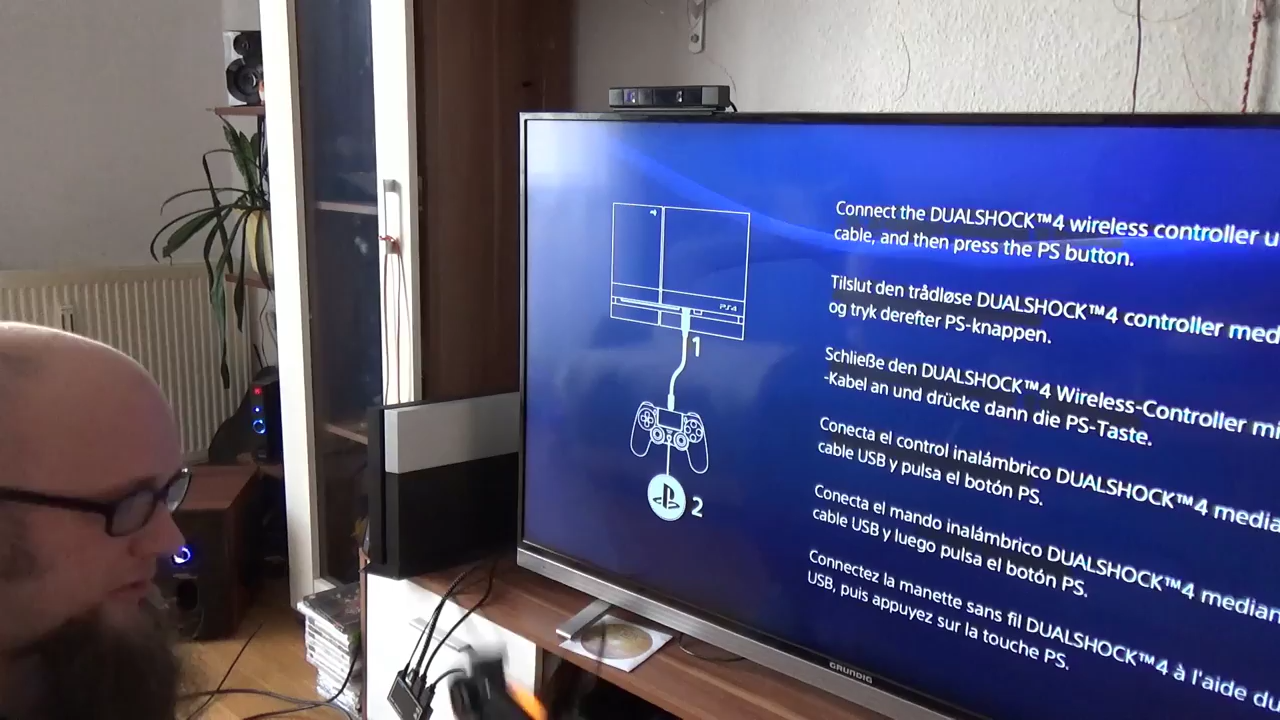 Connect the DUALSHOCK™4 wireless controller u
cable, and then press the PS button.
Tilslut den trådløse DUALSHOCK™4 controller med
og tryk derefter PS-knappen.
Schließe den DUALSHOCK™4 Wireless-Controller mi
-Kabel an und drücke dann die PS-Taste.
Conecta el control inalámbrico DUALSHOCK™4 media
cable USB y pulsa el botón PS.
Conecta el mando inalámbrico DUALSHOCK™4 median
cable USB y luego pulsa el botón PS.
Connectez la manette sans fil DUALSHOCK™4 à l'aide du
USB, puis appuyez sur la touche PS.
PS4
1
2
GRUNDIG